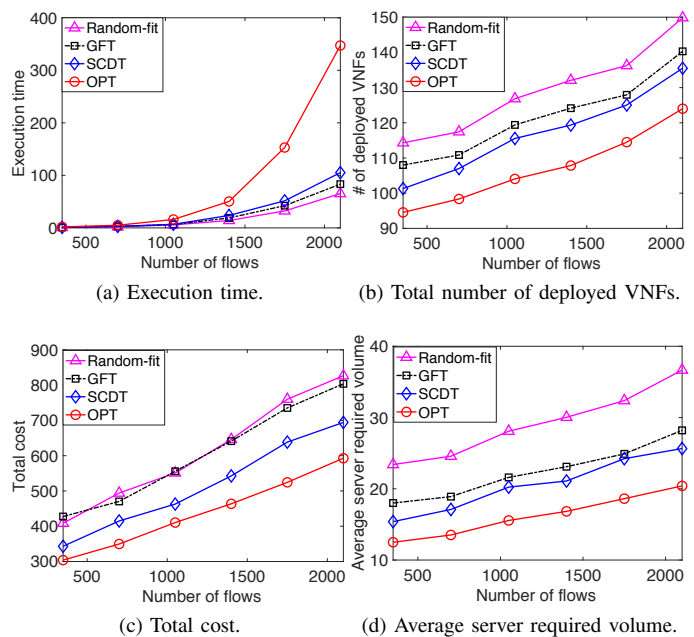 400
300
200
100
0
Execution time
Random-fit
GFT
SCDT
OPT
500 1000 1500 2000
Number of flows
(a) Execution time.
150
140
130
120
110
100
90
# of deployed VNFs
Random-fit
GFT
SCDT
OPT
500 1000 1500 2000
Number of flows
(b) Total number of deployed VNFs.
900
800
700
600
500
400
300
Total cost
Random-fit
GFT
SCDT
OPT
500 1000 1500 2000
Number of flows
(c) Total cost.
40
30
20
10
Average server required volume
Random-fit
GFT
SCDT
OPT
500 1000 1500 2000
Number of flows
(d) Average server required volume.